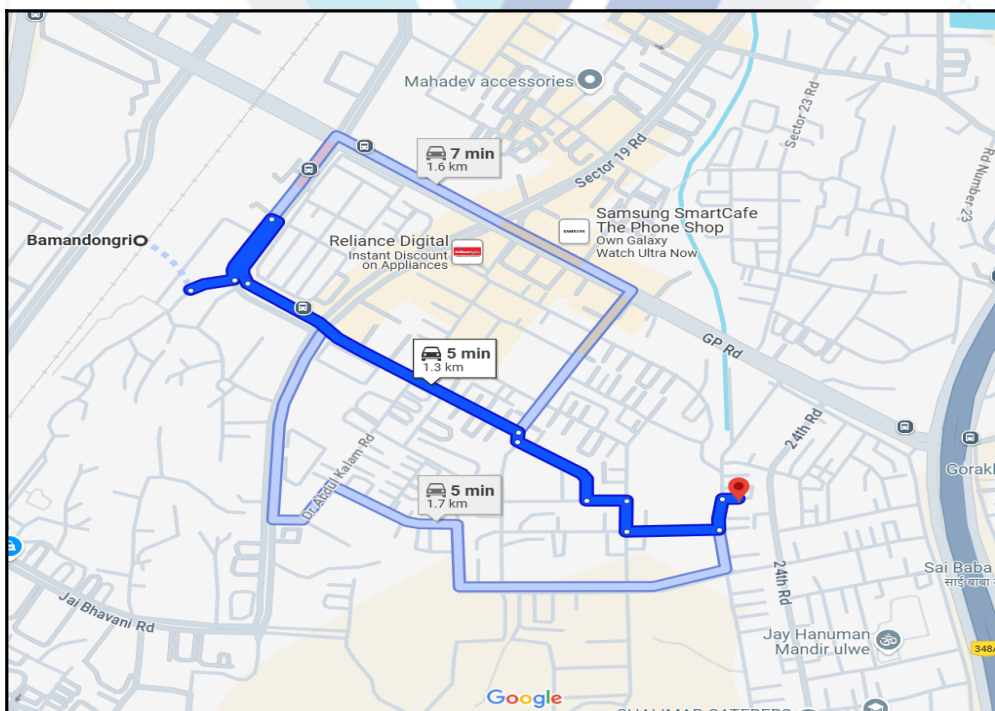 Mahadev accessories
Sector 23 Rd
Rd Number 23
7 min
1.6 km
Sector 19 Rd
Samsung SmartCafe
The Phone Shop
Own Galaxy
Watch Ultra Now
SAMSUNG
Bamandongri
Reliance Digital
Instant Discount
on Appliances
GP Rd
5 min
1.3 km
24th Rd
Dr Abdul Kalam Rd
5 min
1.7 km
Gorakh
Sai Baba
साई बाबा
24th Rd
Jai Bhavani Rd
Jay Hanuman
Mandir ulwe
348A
Google